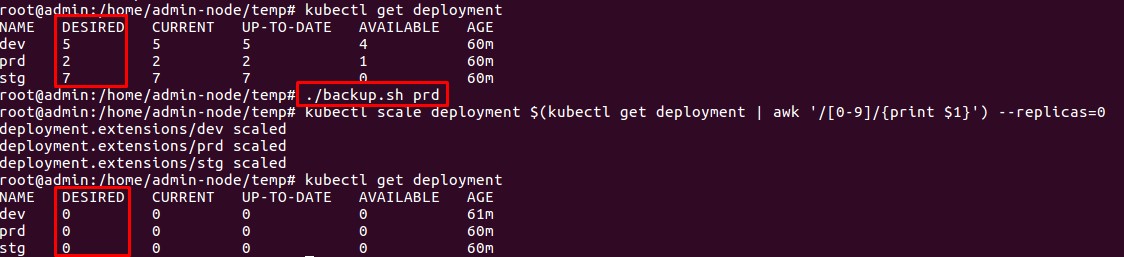 root@admin:/home/admin-node/temp# kubectl get deployment
NAME DESIRED CURRENT UP-TO-DATE AVAILABLE AGE
dev 5 5 5 4 60m
prd 2 2 2 1 60m
stg 7 7 7 0 60m
root@admin:/home/admin-node/temp# ./backup.sh prd
root@admin:/home/admin-node/temp# kubectl scale deployment $(kubectl get deployment | awk '/[0-9]/{print $1}') --replicas=0
deployment.extensions/dev scaled
deployment.extensions/prd scaled
deployment.extensions/stg scaled
root@admin:/home/admin-node/temp# kubectl get deployment
NAME DESIRED CURRENT UP-TO-DATE AVAILABLE AGE
dev 0 0 0 0 61m
prd 0 0 0 0 60m
stg 0 0 0 0 60m